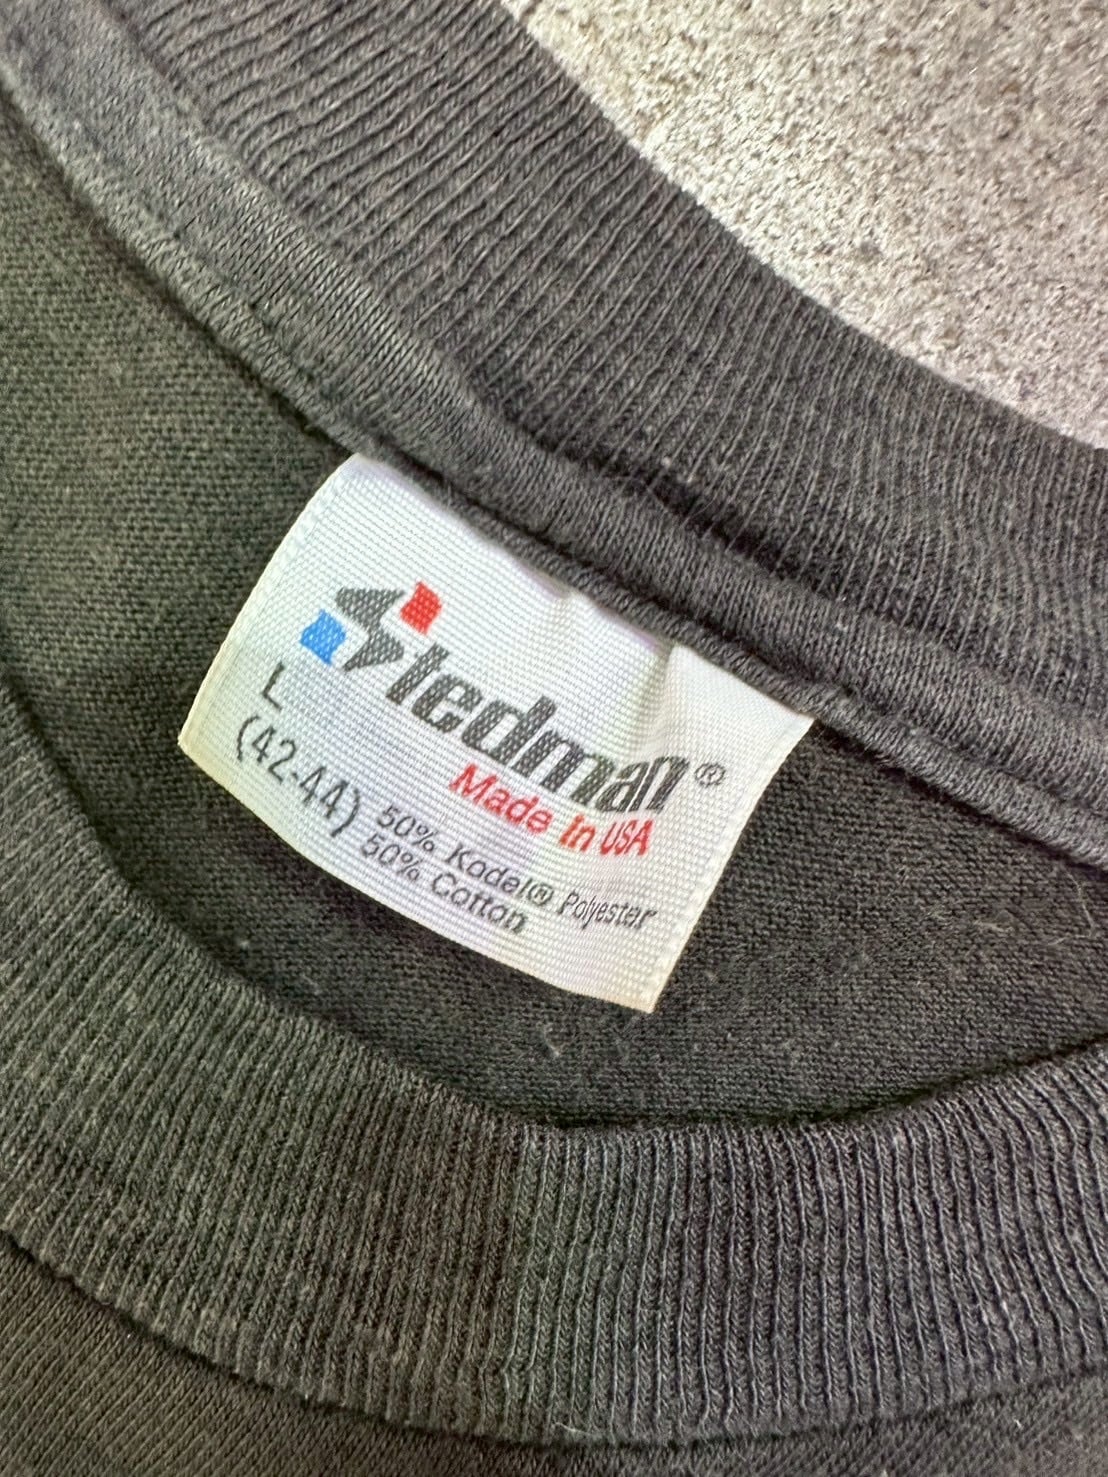 Stedman®
Made In USA
L
(42-44)
50% Kodel® Polyester
50% Cotton